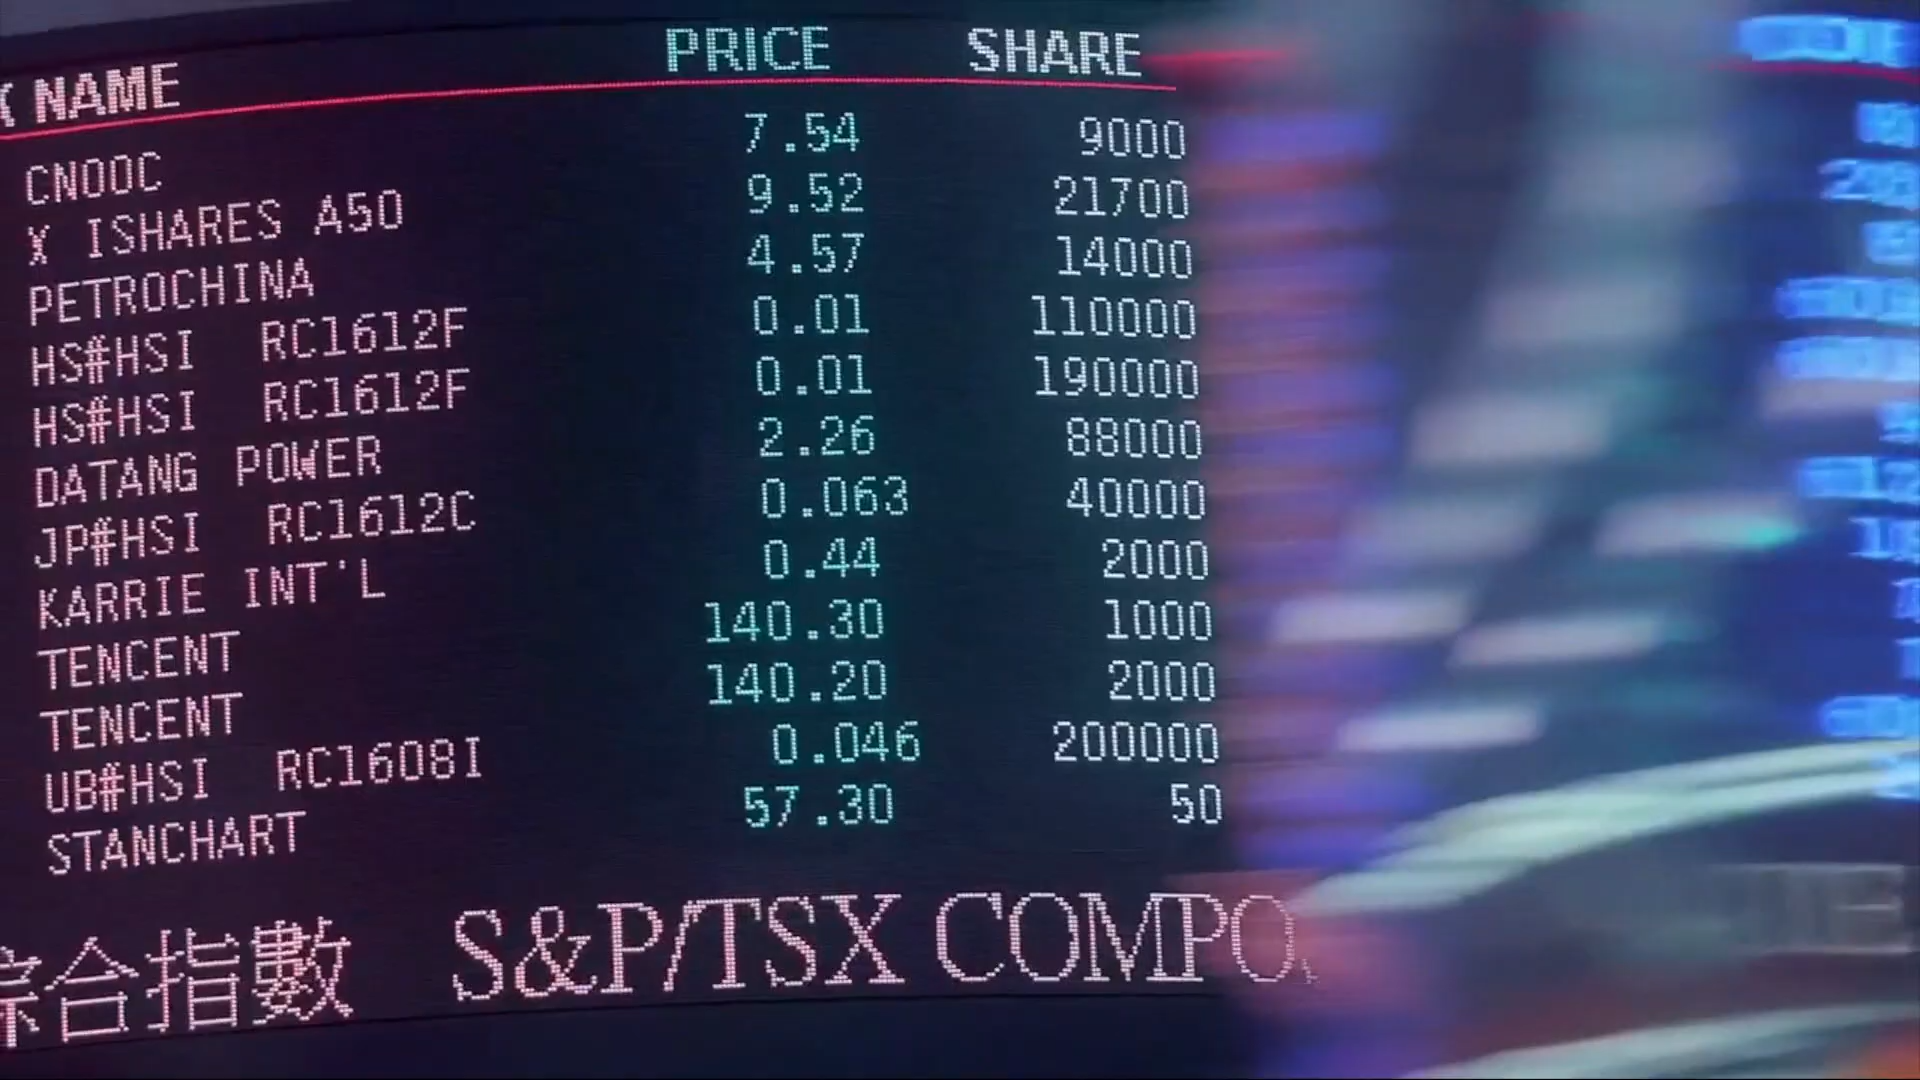 NAME PRICE SHARE
CNOOC 7.54 9000
X ISHARES A50 9.52 21700
PETROCHINA 4.57 14000
HS#HSI RC1612F 0.01 110000
HS#HSI RC1612F 0.01 190000
DATANG POWER 2.26 88000
JP#HSI RC1612C 0.063 40000
KARRIE INT'L 0.44 2000
TENCENT 140.30 1000
TENCENT 140.20 2000
UB#HSI RC1608I 0.046 200000
STANCHART 57.30 50
綜合指數 S&P/TSX COMPO